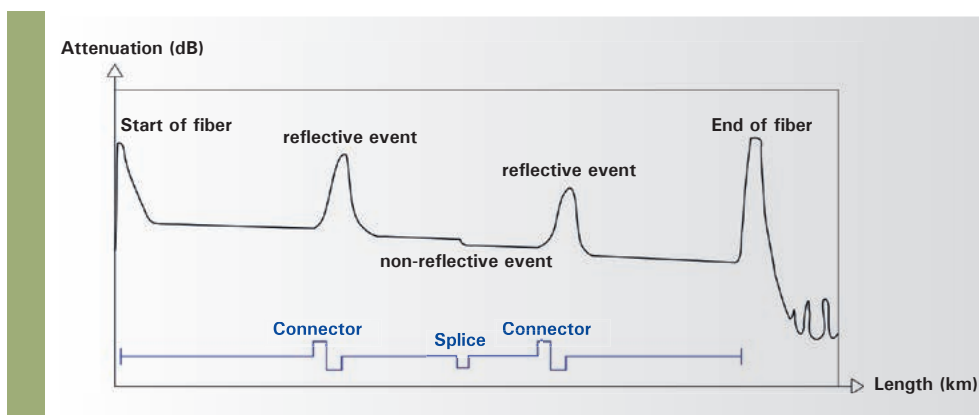 Attenuation (dB)
Start of fiber
reflective event
End of fiber
reflective event
non-reflective event
Connector
Splice
Connector
Length (km)